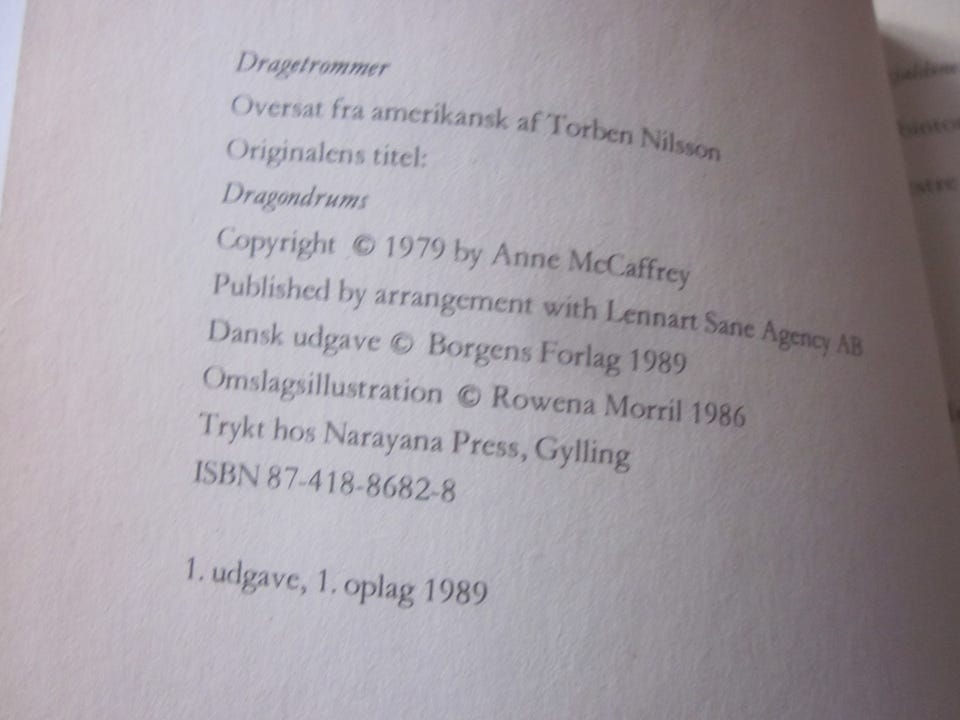 Dragetrommer
Oversat fra amerikansk af Torben Nilsson
Originalens titel:
Dragondrums
Copyright © 1979 by Anne McCaffrey
Published by arrangement with Lennart Sane Agency AB
Dansk udgave © Borgens Forlag 1989
Omslagsillustration © Rowena Morril 1986
Trykt hos Narayana Press, Gylling
ISBN 87-418-8682-8
1. udgave, 1. oplag 1989